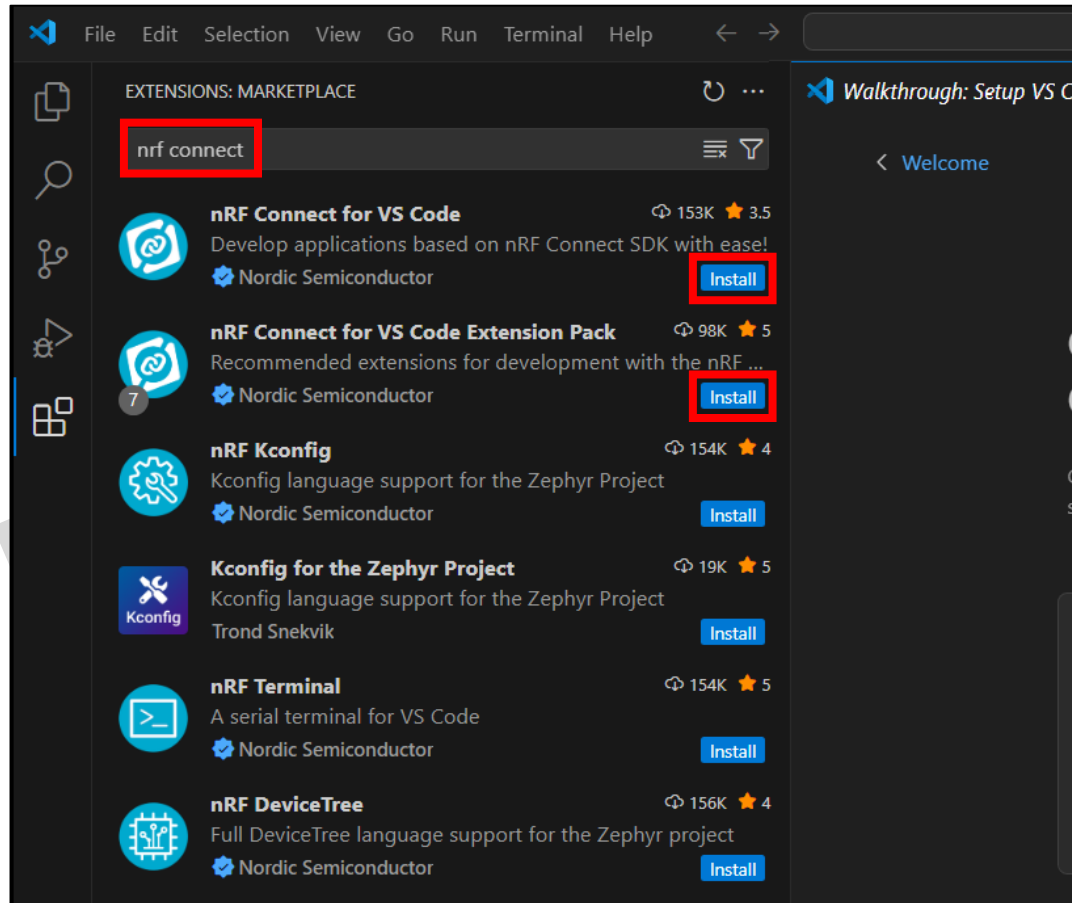 File Edit Selection View Go Run Terminal Help
EXTENSIONS: MARKETPLACE
Walkthrough: Setup VS C
nrf connect
Welcome
nRF Connect for VS Code 153K 3.5
Develop applications based on nRF Connect SDK with ease!
Nordic Semiconductor Install
nRF Connect for VS Code Extension Pack 98K 5
Recommended extensions for development with the nRF ...
7 Nordic Semiconductor Install
nRF Kconfig 154K 4
Kconfig language support for the Zephyr Project
Nordic Semiconductor Install
Kconfig for the Zephyr Project 19K 5
Kconfig language support for the Zephyr Project
Kconfig Trond Snekvik Install
nRF Terminal 154K 5
A serial terminal for VS Code
Nordic Semiconductor Install
nRF DeviceTree 156K 4
Full DeviceTree language support for the Zephyr project
Nordic Semiconductor Install